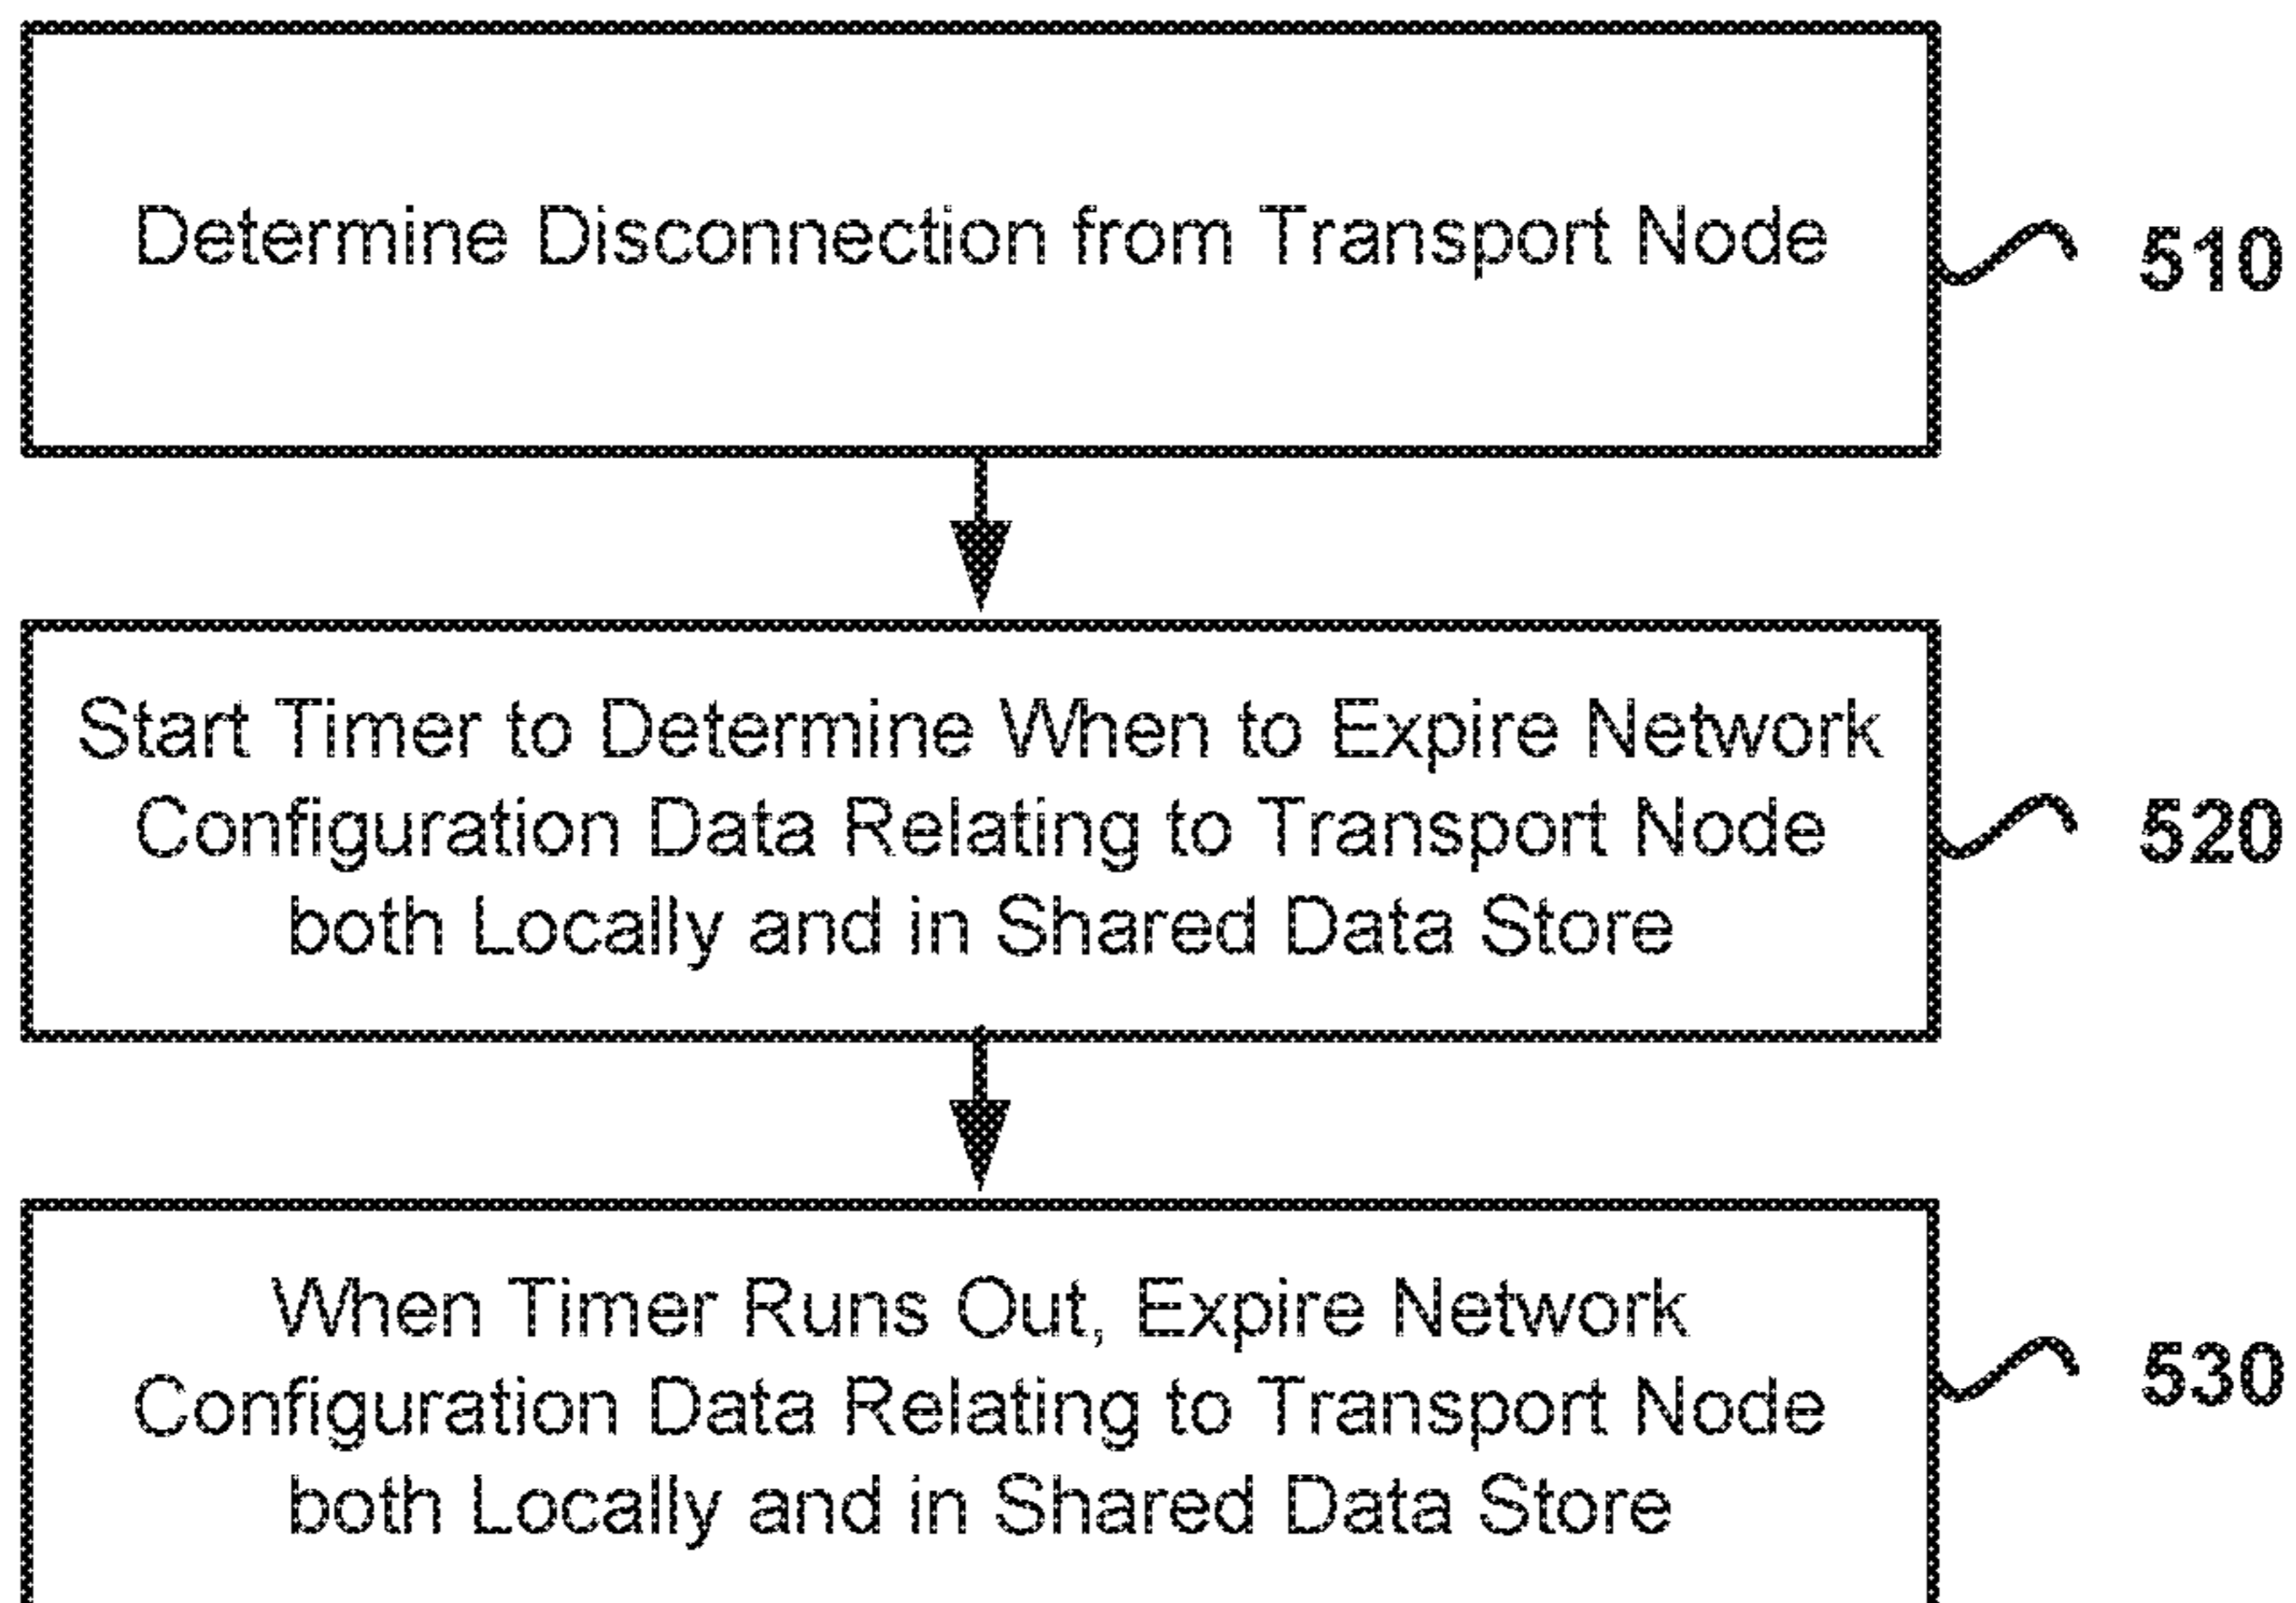 Determine Disconnection from Transport Node
510
Start Timer to Determine When to Expire Network
Configuration Data Relating to Transport Node
both Locally and in Shared Data Store
520
When Timer Runs Out, Expire Network
Configuration Data Relating to Transport Node
both Locally and in Shared Data Store
530